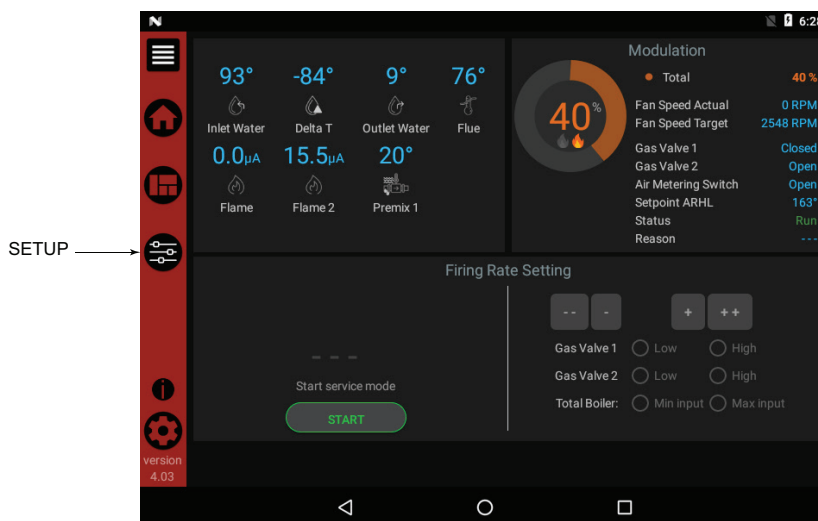 6:28
SETUP
93° -84° 9° 76°
Inlet Water Delta T Outlet Water Flue
0.0µA 15.5µA 20°
Flame Flame 2 Premix 1
Modulation
40 %
Total 40 %
Fan Speed Actual 0 RPM
Fan Speed Target 2548 RPM
Gas Valve 1 Closed
Gas Valve 2 Open
Air Metering Switch Open
Setpoint ARHL 163°
Status Run
Reason ---
Firing Rate Setting
- - -
Start service mode
START
-- - + ++
Gas Valve 1 Low High
Gas Valve 2 Low High
Total Boiler: Min input Max input
version
4.03